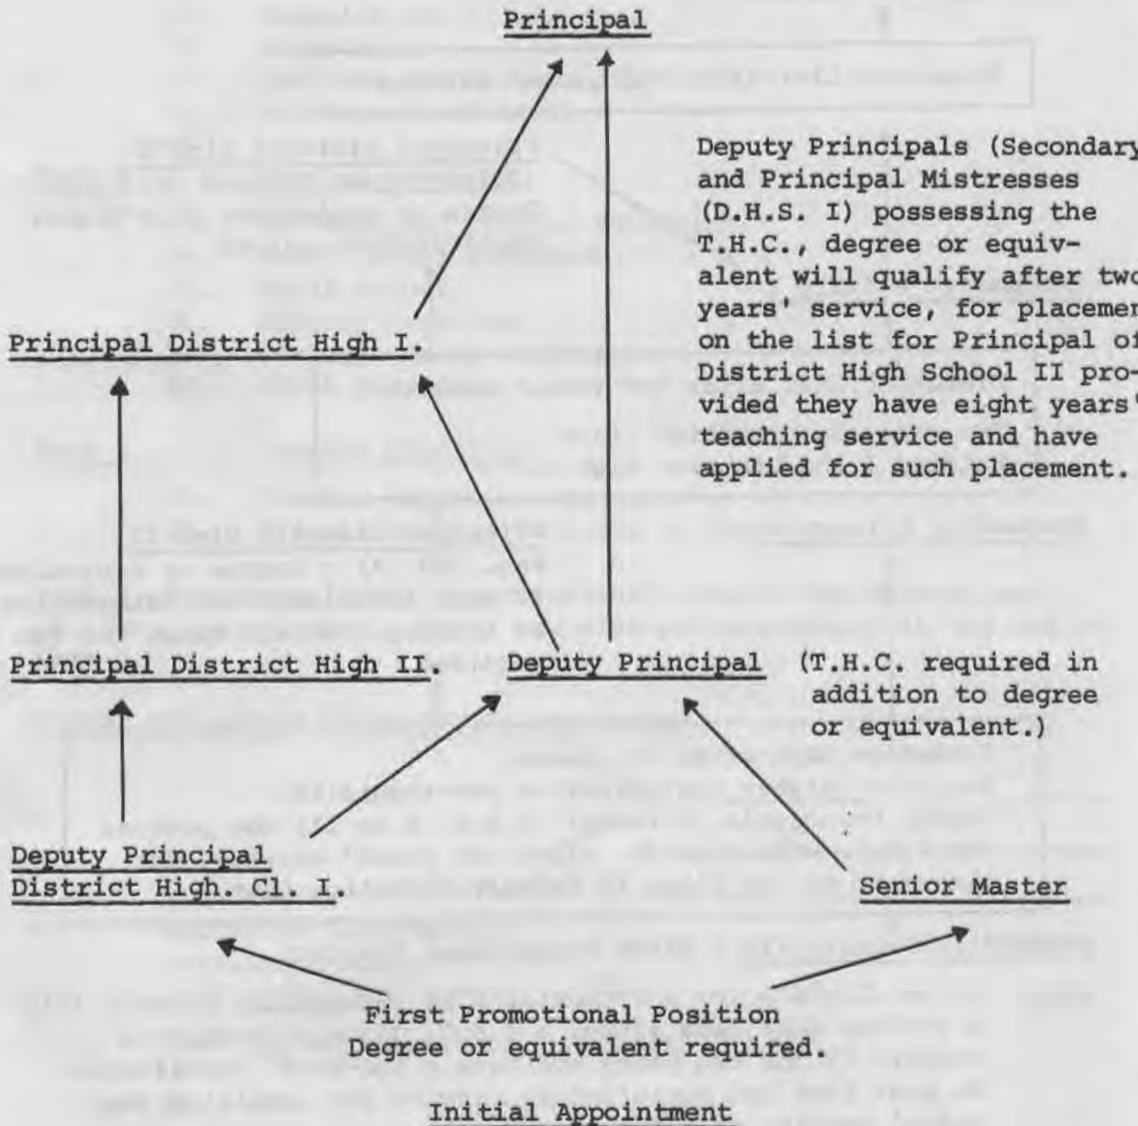 Principal
Deputy Principals (Secondary
and Principal Mistresses
(D.H.S. I) possessing the
T.H.C., degree or equiv-
alent will qualify after two
years' service, for placemen
on the list for Principal of
District High School II pro-
vided they have eight years'
teaching service and have
applied for such placement.
Principal District High I.
Principal District High II.
Deputy Principal (T.H.C. required in
addition to degree
or equivalent.)
Deputy Principal
District High. Cl. I.
Senior Master
First Promotional Position
Degree or equivalent required.
Initial Appointment